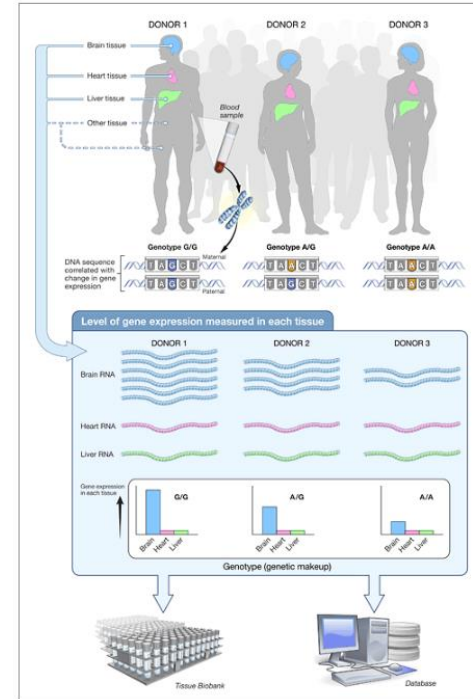 DONOR 1
DONOR 2
DONOR 3
Brain tissue
Heart tissue
Liver tissue
Other tissue
Blood
sample
Genotype G/G
Genotype A/G
Genotype A/A
DNA sequence
correlated with
change in gene
expression
Maternal
T A G C T
T A A C T
T A A C T
T A G C T
T A G C T
T A A C T
Paternal
Level of gene expression measured in each tissue
DONOR 1
DONOR 2
DONOR 3
Brain RNA
Heart RNA
Liver RNA
Gene expression
in each tissue
G/G
A/G
A/A
Brain
Heart
Liver
Brain
Heart
Liver
Brain
Heart
Liver
Genotype (genetic makeup)
Tissue Biobank
Database